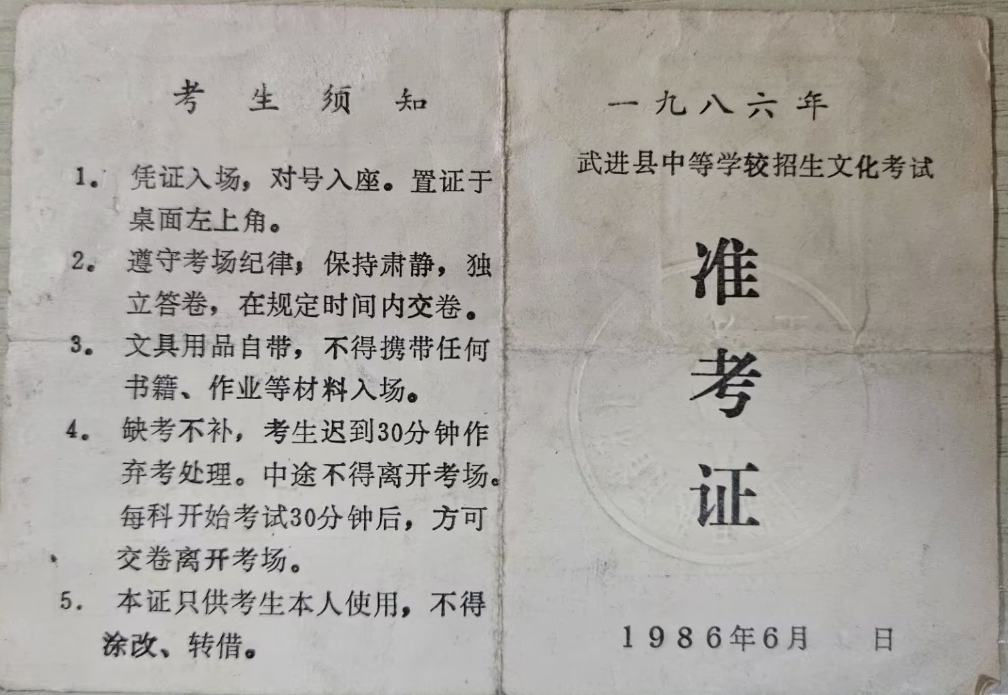 考生须知
1. 凭证入场，对号入座。置证于
桌面左上角。
2. 遵守考场纪律，保持肃静，独
立答卷，在规定时间内交卷。
3. 文具用品自带，不得携带任何
书籍、作业等材料入场。
4. 缺考不补，考生迟到30分钟作
弃考处理。中途不得离开考场。
每科开始考试30分钟后，方可
交卷离开考场。
5. 本证只供考生本人使用，不得
涂改、转借。
一九八六年
武进县中等学较招生文化考试
准
考
证
1986年6月 日